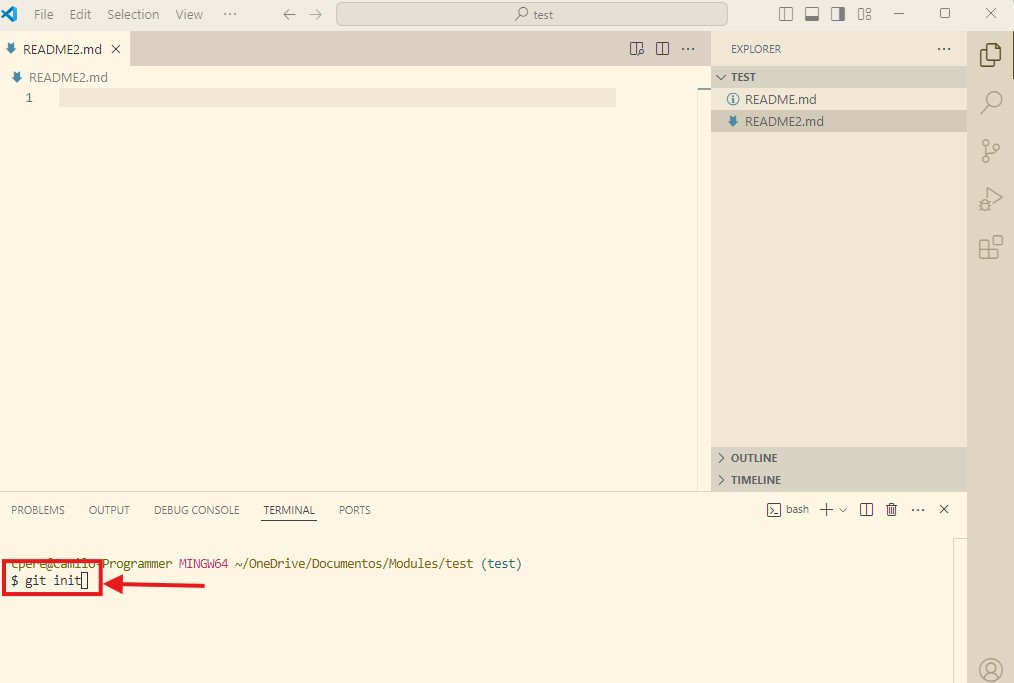 File Edit Selection View ···
test
README2.md
README2.md
1
EXPLORER
TEST
README.md
README2.md
OUTLINE
TIMELINE
PROBLEMS OUTPUT DEBUG CONSOLE TERMINAL PORTS
bash
cpere@Camilo-Programmer MINGW64 ~/OneDrive/Documentos/Modules/test (test)
$ git init